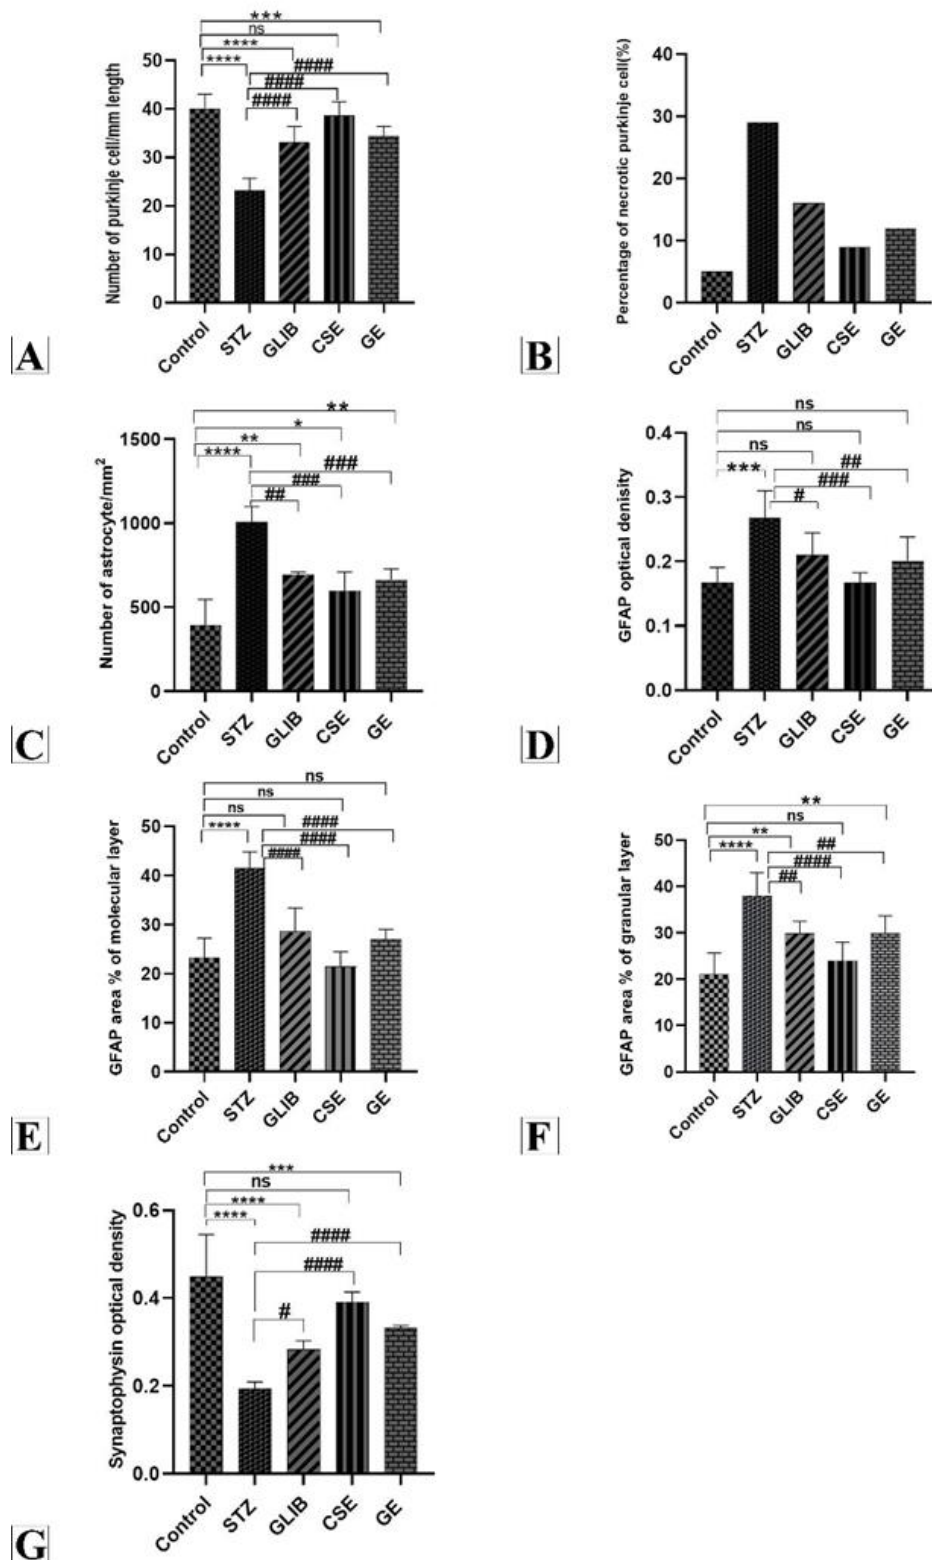 ***
ns
****
****
####
####
####
Number of purkinje cell/mm length
50
40
30
20
10
0
Control
STZ
GLIB
CSE
GE
A
Percentage of necrotic purkinje cell(%)
40
30
20
10
0
Control
STZ
GLIB
CSE
GE
B
**
*
**
****
###
###
##
Number of astrocyte/mm²
1500
1000
500
0
Control
STZ
GLIB
CSE
GE
C
ns
ns
ns
***
##
###
#
GFAP optical denisity
0.4
0.3
0.2
0.1
0.0
Control
STZ
GLIB
CSE
GE
D
ns
ns
ns
****
####
####
####
GFAP area % of molecular layer
50
40
30
20
10
0
Control
STZ
GLIB
CSE
GE
E
**
ns
**
****
##
####
##
GFAP area % of granular layer
50
40
30
20
10
0
Control
STZ
GLIB
CSE
GE
F
***
ns
****
****
####
####
#
Synaptophysin optical density
0.6
0.4
0.2
0.0
Control
STZ
GLIB
CSE
GE
G